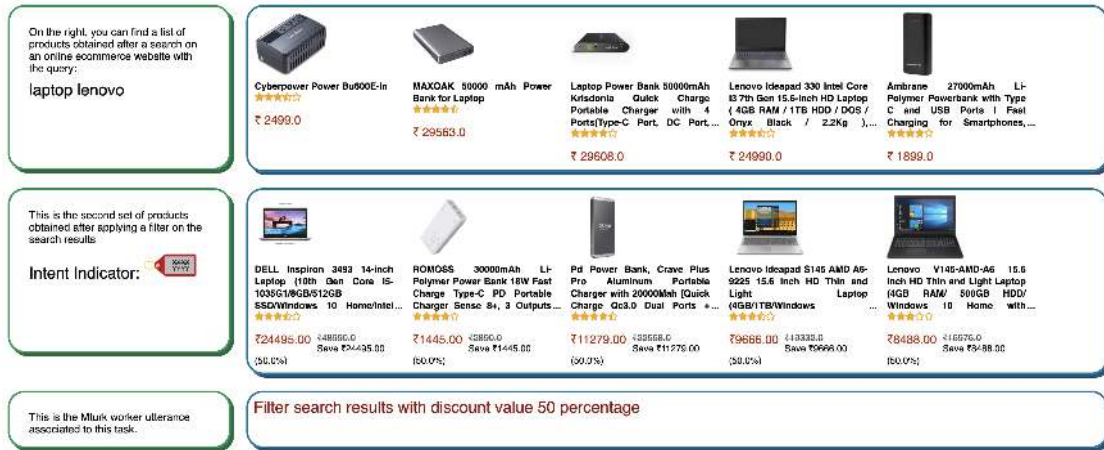 On the right, you can find a list of
products obtained after a search on
an online ecommerce website with
the query:
laptop lenovo
Cyberpower Power Bu600E-In
₹ 2499.0
MAXOAK 50000 mAh Power
Bank for Laptop
₹ 29563.0
Laptop Power Bank 50000mAh
Krisdonia Quick Charge
Portable Charger with 4
Ports(Type-C Port, DC Port,...
₹ 29608.0
Lenovo Ideapad 330 Intel Core
I3 7th Gen 15.6-inch HD Laptop
( 4GB RAM / 1TB HDD / DOS /
Onyx Black / 2.2Kg ),...
₹ 24990.0
Ambrane 27000mAh Li-
Polymer Powerbank with Type
C and USB Ports | Fast
Charging for Smartphones,...
₹ 1899.0
This is the second set of products
obtained after applying a filter on the
search results
Intent Indicator:
XXXX
YYYY
DELL Inspiron 3493 14-inch
Laptop (10th Gen Core i5-
1035G1/8GB/512GB
SSD/Windows 10 Home/Intel...
₹24495.00
Save ₹24495.00
(50.0%)
ROMOSS 30000mAh Li-
Polymer Power Bank 18W Fast
Charge Type-C PD Portable
Charger Sense 8+, 3 Outputs...
₹1445.00 ₹2890.0
Save ₹1445.00
(50.0%)
Pd Power Bank, Crave Plus
Pro Aluminum Portable
Charger with 20000Mah [Quick
Charge Qc3.0 Dual Ports +...
₹11279.00 ₹22558.0
Save ₹11279.00
(50.0%)
Lenovo Ideapad S145 AMD A6-
9225 15.6 Inch HD Thin and
Light Laptop
(4GB/1TB/Windows...
₹9666.00
Save ₹9666.00
(50.0%)
Lenovo V145-AMD-A6 15.6
Inch HD Thin and Light Laptop
(4GB RAM/ 500GB HDD/
Windows 10 Home with...
₹8488.00
Save ₹8488.00
(50.0%)
This is the Mturk worker utterance
associated to this task.
Filter search results with discount value 50 percentage